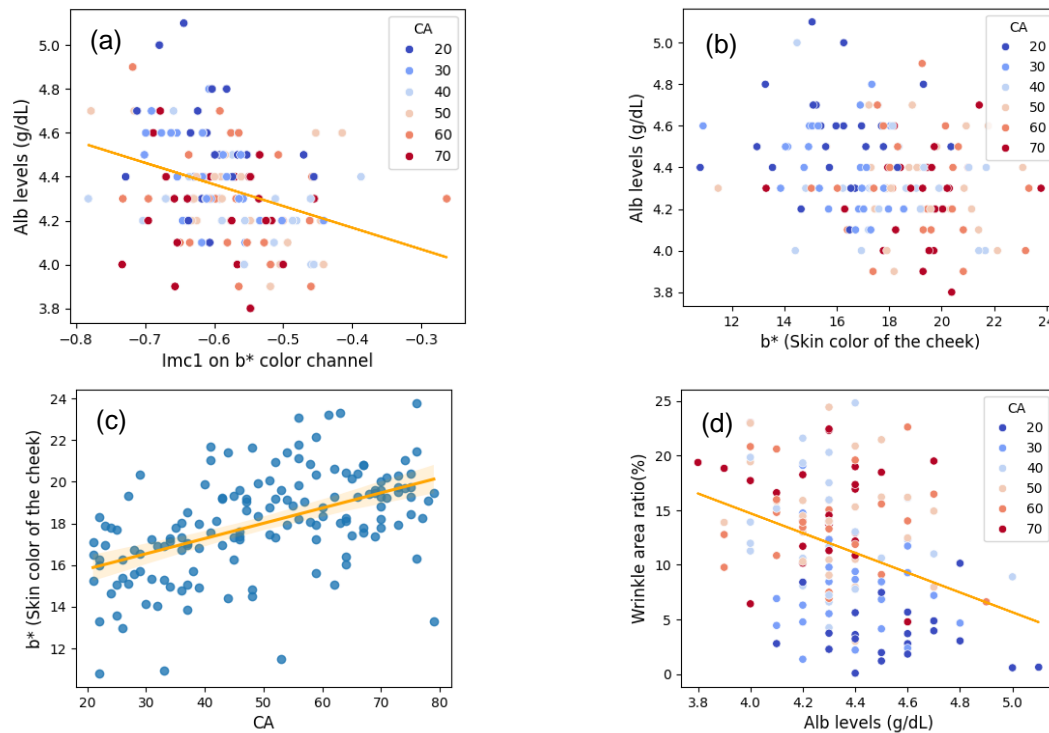 (a)
CA
20
30
40
50
60
70
5.0
4.8
4.6
4.4
4.2
4.0
3.8
Alb levels (g/dL)
−0.8 −0.7 −0.6 −0.5 −0.4 −0.3
Imc1 on b* color channel
(b)
CA
20
30
40
50
60
70
5.0
4.8
4.6
4.4
4.2
4.0
3.8
Alb levels (g/dL)
12 14 16 18 20 22 24
b* (Skin color of the cheek)
(c)
24
22
20
18
16
14
12
b* (Skin color of the cheek)
20 30 40 50 60 70 80
CA
(d)
CA
20
30
40
50
60
70
25
20
15
10
5
0
Wrinkle area ratio(%)
3.8 4.0 4.2 4.4 4.6 4.8 5.0
Alb levels (g/dL)